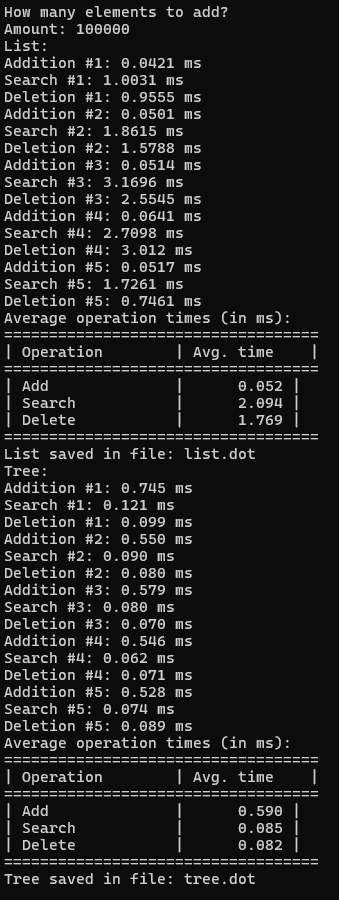 How many elements to add?
Amount: 100000
List:
Addition #1: 0.0421 ms
Search #1: 1.0031 ms
Deletion #1: 0.9555 ms
Addition #2: 0.0501 ms
Search #2: 1.8615 ms
Deletion #2: 1.5788 ms
Addition #3: 0.0514 ms
Search #3: 3.1696 ms
Deletion #3: 2.5545 ms
Addition #4: 0.0641 ms
Search #4: 2.7098 ms
Deletion #4: 3.012 ms
Addition #5: 0.0517 ms
Search #5: 1.7261 ms
Deletion #5: 0.7461 ms
Average operation times (in ms):
===================================
| Operation        | Avg. time    |
===================================
| Add              |      0.052 |
| Search           |      2.094 |
| Delete           |      1.769 |
===================================
List saved in file: list.dot
Tree:
Addition #1: 0.745 ms
Search #1: 0.121 ms
Deletion #1: 0.099 ms
Addition #2: 0.550 ms
Search #2: 0.090 ms
Deletion #2: 0.080 ms
Addition #3: 0.579 ms
Search #3: 0.080 ms
Deletion #3: 0.070 ms
Addition #4: 0.546 ms
Search #4: 0.062 ms
Deletion #4: 0.071 ms
Addition #5: 0.528 ms
Search #5: 0.074 ms
Deletion #5: 0.089 ms
Average operation times (in ms):
===================================
| Operation        | Avg. time    |
===================================
| Add              |      0.590 |
| Search           |      0.085 |
| Delete           |      0.082 |
===================================
Tree saved in file: tree.dot